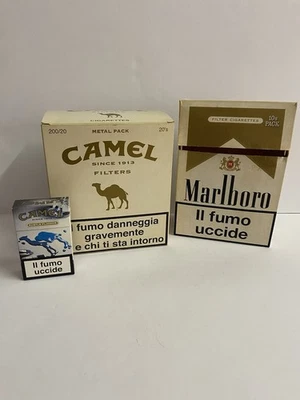 CIGARETTES
200/20
METAL PACK
20's
CAMEL
SINCE 1913
FILTERS
Il fumo danneggia
gravemente
e chi ti sta intorno
FILTER CIGARETTES
10's
PACK
Marlboro
Il fumo
uccide
CAMEL
Il fumo
uccide